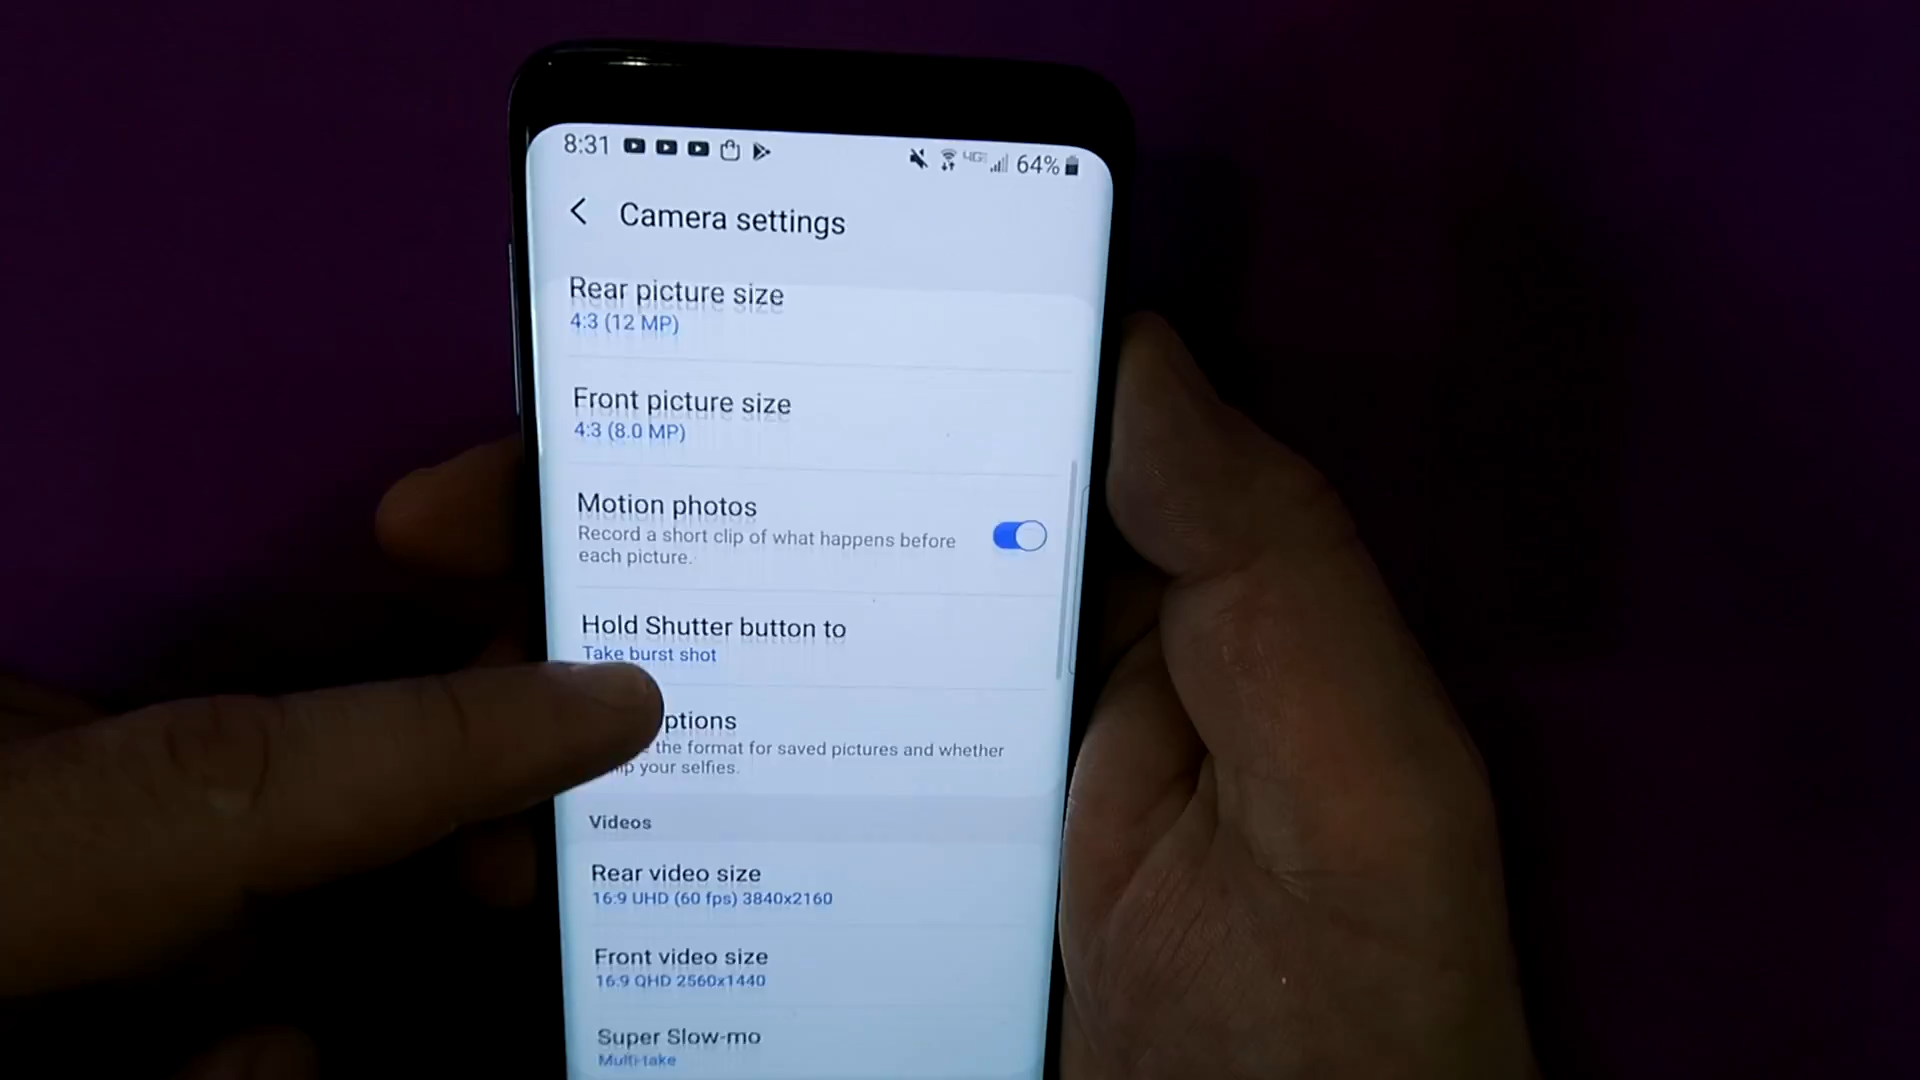 8:31 4G 64%
Camera settings
Rear picture size
4:3 (12 MP)
Front picture size
4:3 (8.0 MP)
Motion photos
Record a short clip of what happens before
each picture.
Hold Shutter button to
Take burst shot
ptions
the format for saved pictures and whether
your selfies.
Videos
Rear video size
16:9 UHD (60 fps) 3840x2160
Front video size
16:9 QHD 2560x1440
Super Slow-mo
Multi-take